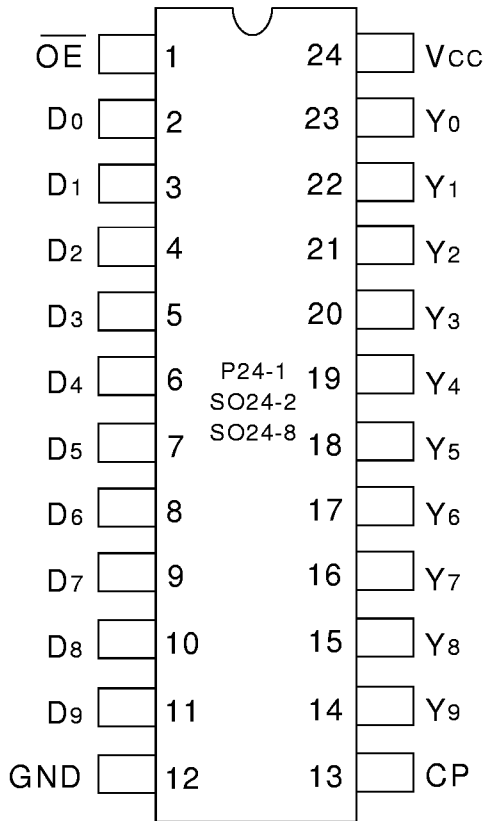 O̅E̅ 1 24 Vcc
D0 2 23 Y0
D1 3 22 Y1
D2 4 21 Y2
D3 5 20 Y3
D4 6 P24-1 19 Y4
SO24-2
D5 7 SO24-8 18 Y5
D6 8 17 Y6
D7 9 16 Y7
D8 10 15 Y8
D9 11 14 Y9
GND 12 13 CP